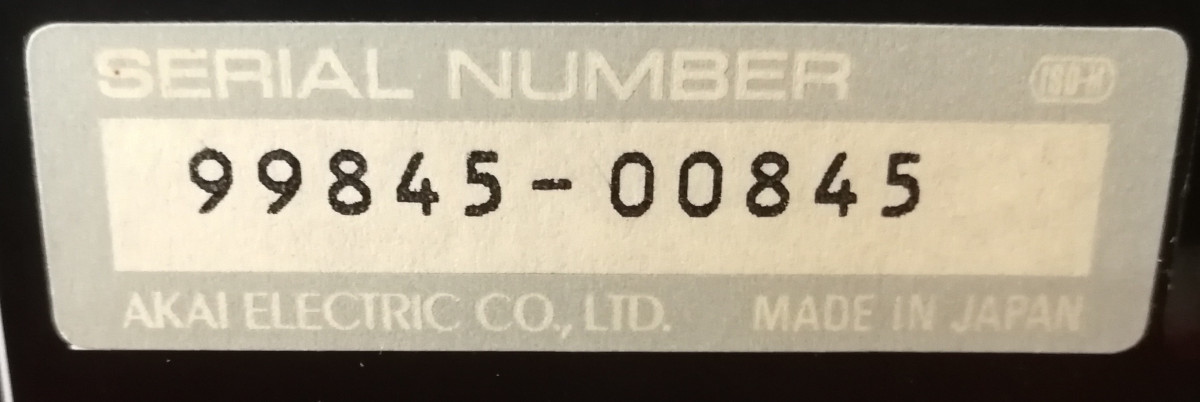 SERIAL NUMBER
99845-00845
AKAI ELECTRIC CO., LTD. MADE IN JAPAN